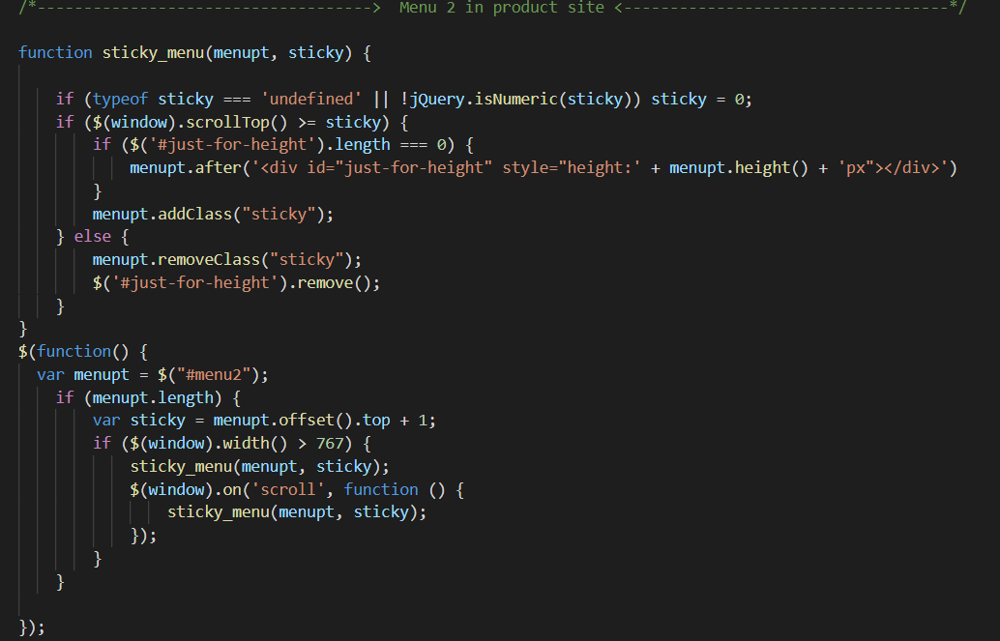 /*------------------------------------> Menu 2 in product site <-----------------------------------*/
function sticky_menu(menupt, sticky) {
if (typeof sticky === 'undefined' || !jQuery.isNumeric(sticky)) sticky = 0;
if ($(window).scrollTop() >= sticky) {
if ($('#just-for-height').length === 0) {
menupt.after('<div id="just-for-height" style="height:' + menupt.height() + 'px"></div>')
}
menupt.addClass("sticky");
} else {
menupt.removeClass("sticky");
$('#just-for-height').remove();
}
}
$(function() {
var menupt = $("#menu2");
if (menupt.length) {
var sticky = menupt.offset().top + 1;
if ($(window).width() > 767) {
sticky_menu(menupt, sticky);
$(window).on('scroll', function () {
sticky_menu(menupt, sticky);
});
}
}
});